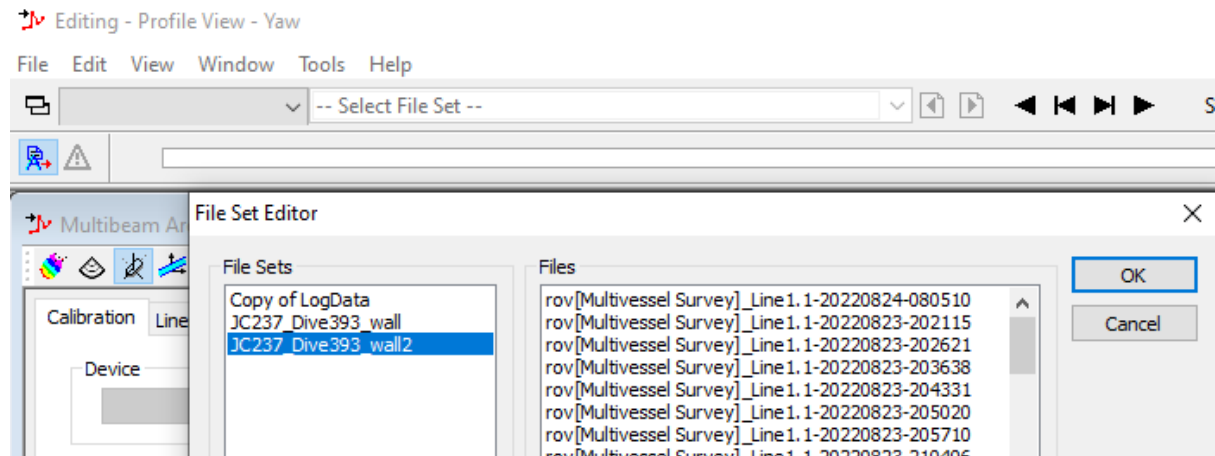 Editing - Profile View - Yaw
File Edit View Window Tools Help
-- Select File Set --
S
Multibeam Ar
File Set Editor
File Sets
Files
OK
Cancel
Calibration
Line
Device
Copy of LogData
JC237_Dive393_wall
JC237_Dive393_wall2
rov[Multivessel Survey]_Line1.1-20220824-080510
rov[Multivessel Survey]_Line1.1-20220823-202115
rov[Multivessel Survey]_Line1.1-20220823-202621
rov[Multivessel Survey]_Line1.1-20220823-203638
rov[Multivessel Survey]_Line1.1-20220823-204331
rov[Multivessel Survey]_Line1.1-20220823-205020
rov[Multivessel Survey]_Line1.1-20220823-205710